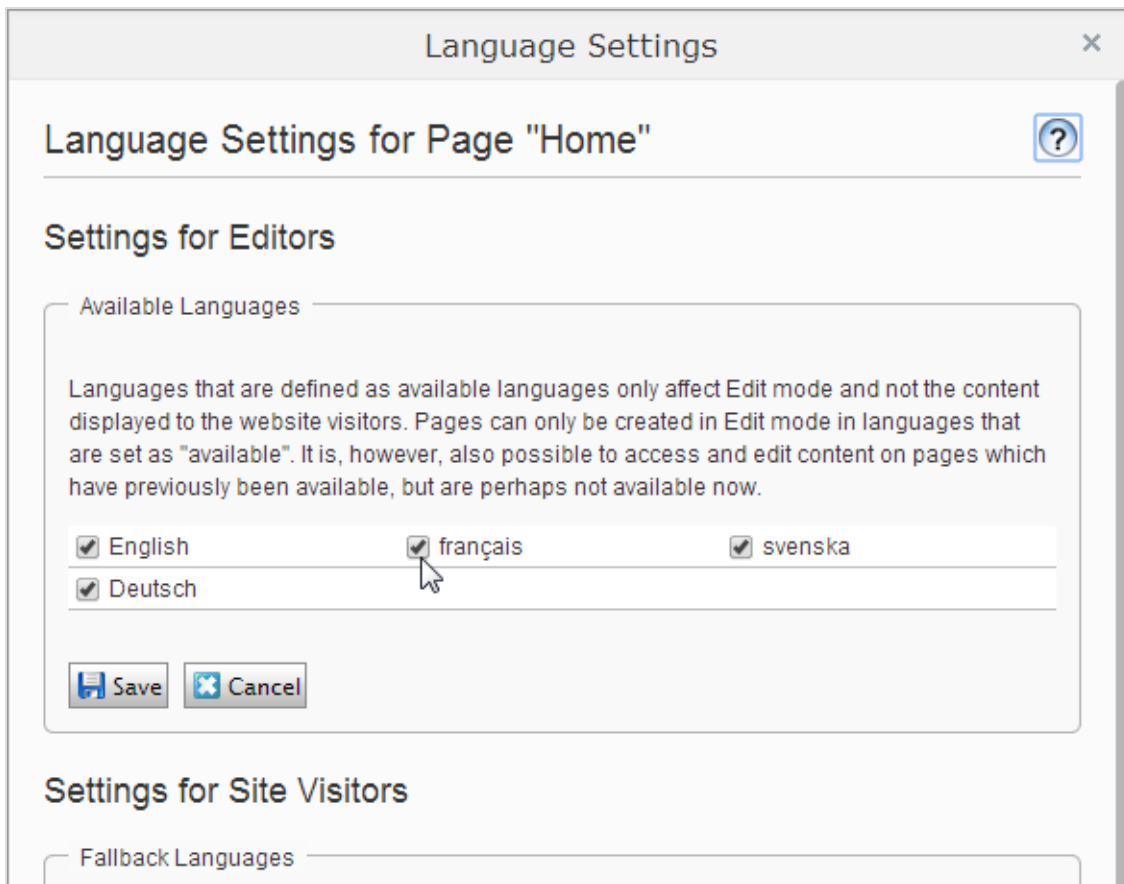 Language Settings
Language Settings for Page "Home"
Settings for Editors
Available Languages
Languages that are defined as available languages only affect Edit mode and not the content
displayed to the website visitors. Pages can only be created in Edit mode in languages that
are set as "available". It is, however, also possible to access and edit content on pages which
have previously been available, but are perhaps not available now.
English français svenska
Deutsch
Save Cancel
Settings for Site Visitors
Fallback Languages